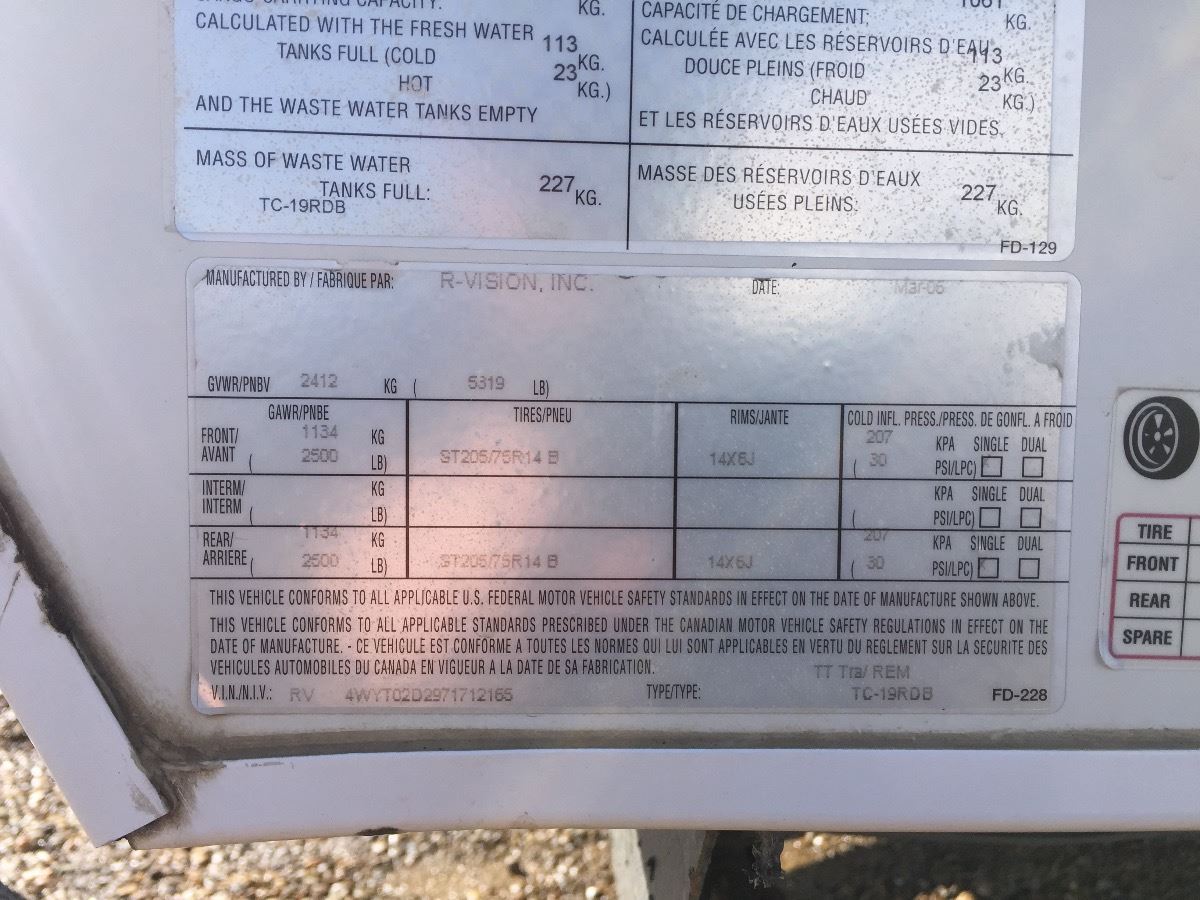 CARGO CARRYING CAPACITY: KG.
CALCULATED WITH THE FRESH WATER
TANKS FULL (COLD 113 KG.
HOT 23 KG.)
AND THE WASTE WATER TANKS EMPTY
MASS OF WASTE WATER
TANKS FULL: 227 KG.
TC-19RDB
CAPACITÉ DE CHARGEMENT; 1061 KG.
CALCULÉE AVEC LES RÉSERVOIRS D'EAU
DOUCE PLEINS (FROID 113 KG.
CHAUD 23 KG.)
ET LES RÉSERVOIRS D'EAUX USÉES VIDES.
MASSE DES RÉSERVOIRS D'EAUX
USÉES PLEINS: 227 KG.
FD-129
MANUFACTURED BY / FABRIQUE PAR: R-VISION, INC. DATE: Mar-06
GVWR/PNBV 2412 KG ( 5319 LB)
GAWR/PNBE TIRES/PNEU RIMS/JANTE COLD INFL. PRESS./PRESS. DE GONFL. A FROID
FRONT/ 1134 KG 207 KPA SINGLE DUAL
AVANT ( 2500 LB) ST205/75R14 B 14X6J ( 30 PSI/LPC)
INTERM/ KG KPA SINGLE DUAL
INTERM ( LB) ( PSI/LPC)
REAR/ 1134 KG 207 KPA SINGLE DUAL
ARRIERE ( 2500 LB) ST205/75R14 B 14X6J ( 30 PSI/LPC)
THIS VEHICLE CONFORMS TO ALL APPLICABLE U.S. FEDERAL MOTOR VEHICLE SAFETY STANDARDS IN EFFECT ON THE DATE OF MANUFACTURE SHOWN ABOVE.
THIS VEHICLE CONFORMS TO ALL APPLICABLE STANDARDS PRESCRIBED UNDER THE CANADIAN MOTOR VEHICLE SAFETY REGULATIONS IN EFFECT ON THE
DATE OF MANUFACTURE. - CE VEHICULE EST CONFORME A TOUTES LES NORMES QUI LUI SONT APPLICABLES EN VERTU DU REGLEMENT SUR LA SECURITE DES
VEHICULES AUTOMOBILES DU CANADA EN VIGUEUR A LA DATE DE SA FABRICATION.
TT Tra/ REM
V.I.N./N.I.V.: RV 4WYT02D2971712165 TYPE/TYPE: TC-19RDB FD-228
TIRE
FRONT
REAR
SPARE